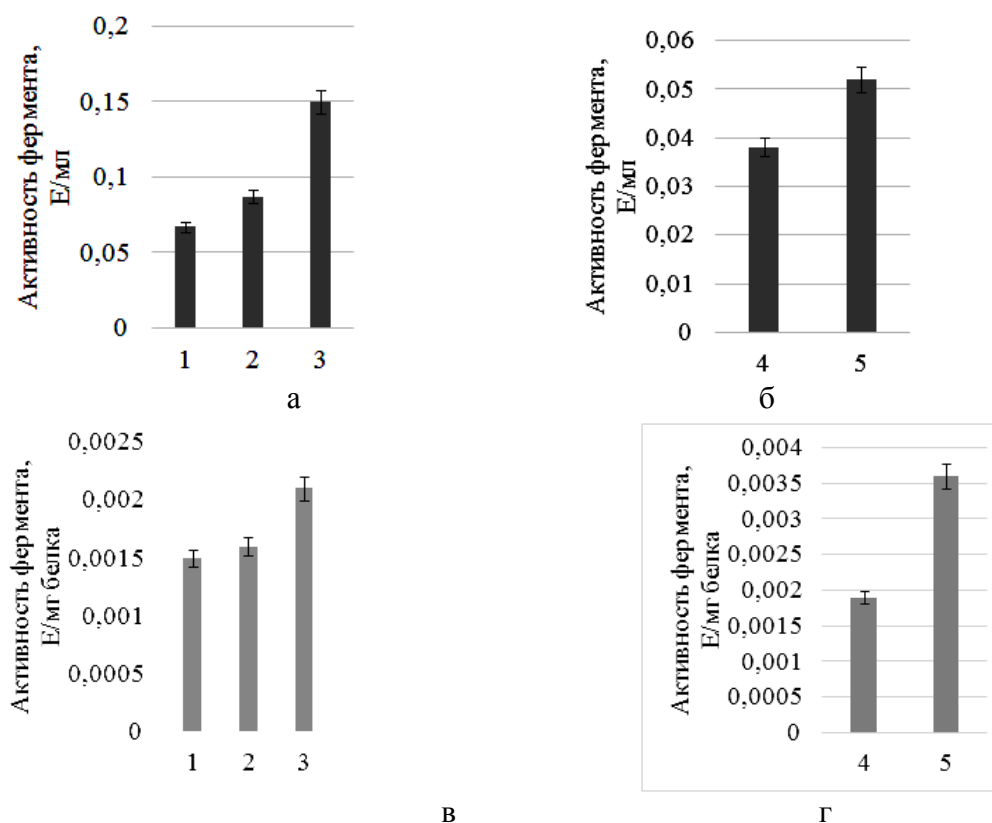 Активность фермента,
Е/мл
0,2
0,15
0,1
0,05
0
1 2 3
а
Активность фермента,
Е/мл
0,06
0,05
0,04
0,03
0,02
0,01
0
4 5
б
Активность фермента,
Е/мг белка
0,0025
0,002
0,0015
0,001
0,0005
0
1 2 3
в
Активность фермента,
Е/мг белка
0,004
0,0035
0,003
0,0025
0,002
0,0015
0,001
0,0005
0
4 5
г